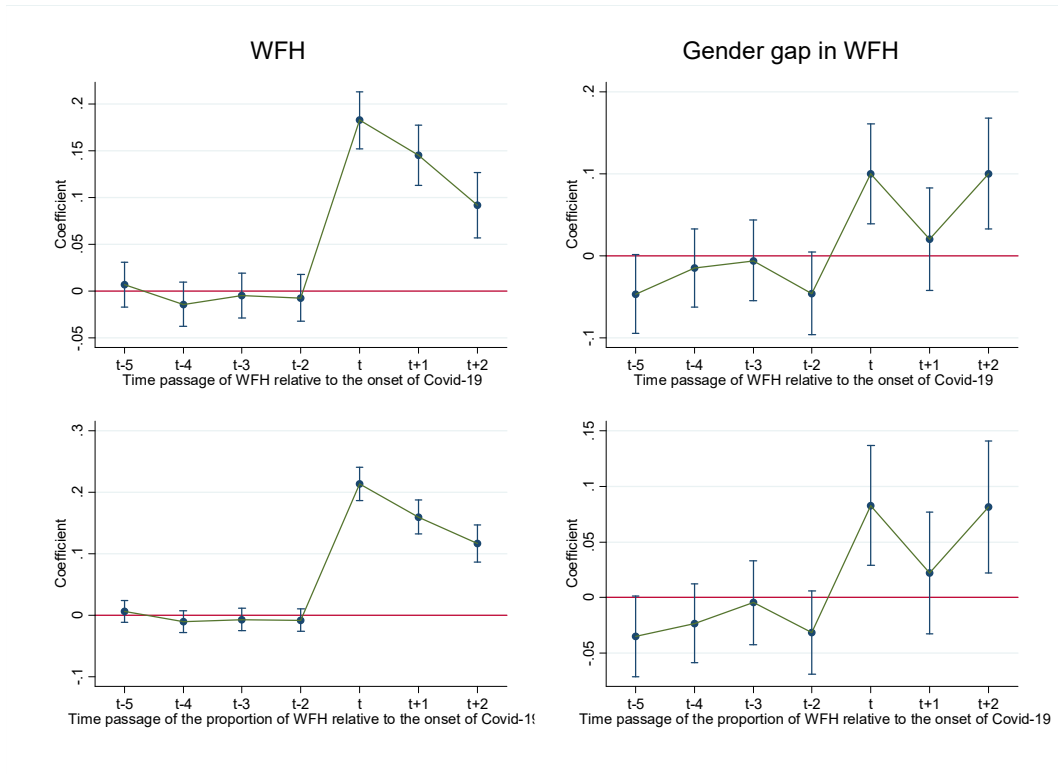 WFH
Gender gap in WFH
Coefficient
.2
.15
.1
.05
0
-.05
t-5 t-4 t-3 t-2 t t+1 t+2
Time passage of WFH relative to the onset of Covid-19
Coefficient
.2
.1
0
-.1
t-5 t-4 t-3 t-2 t t+1 t+2
Time passage of WFH relative to the onset of Covid-19
Coefficient
.3
.2
.1
0
-.1
t-5 t-4 t-3 t-2 t t+1 t+2
Time passage of the proportion of WFH relative to the onset of Covid-19
Coefficient
.15
.1
.05
0
-.05
t-5 t-4 t-3 t-2 t t+1 t+2
Time passage of the proportion of WFH relative to the onset of Covid-19